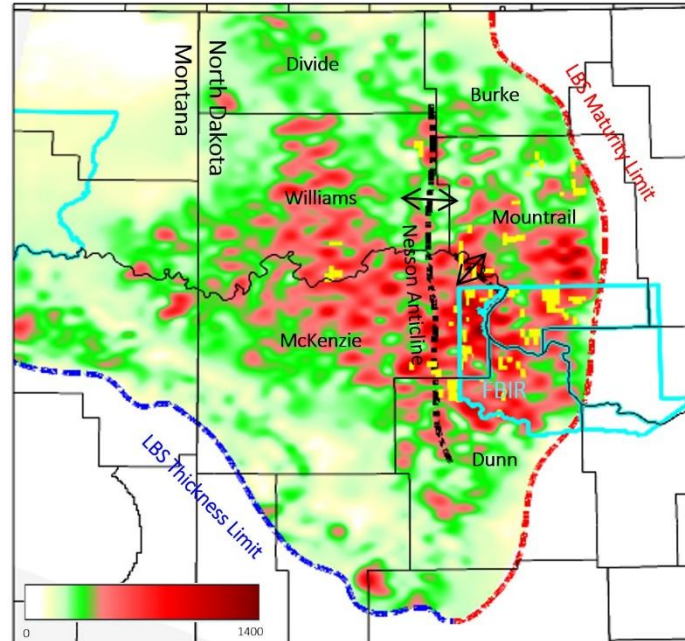 Montana
North Dakota
Divide
Burke
LBS Maturity Limit
Williams
Mountrail
Nesson Anticline
McKenzie
FBIR
Dunn
LBS Thickness Limit
0
1400